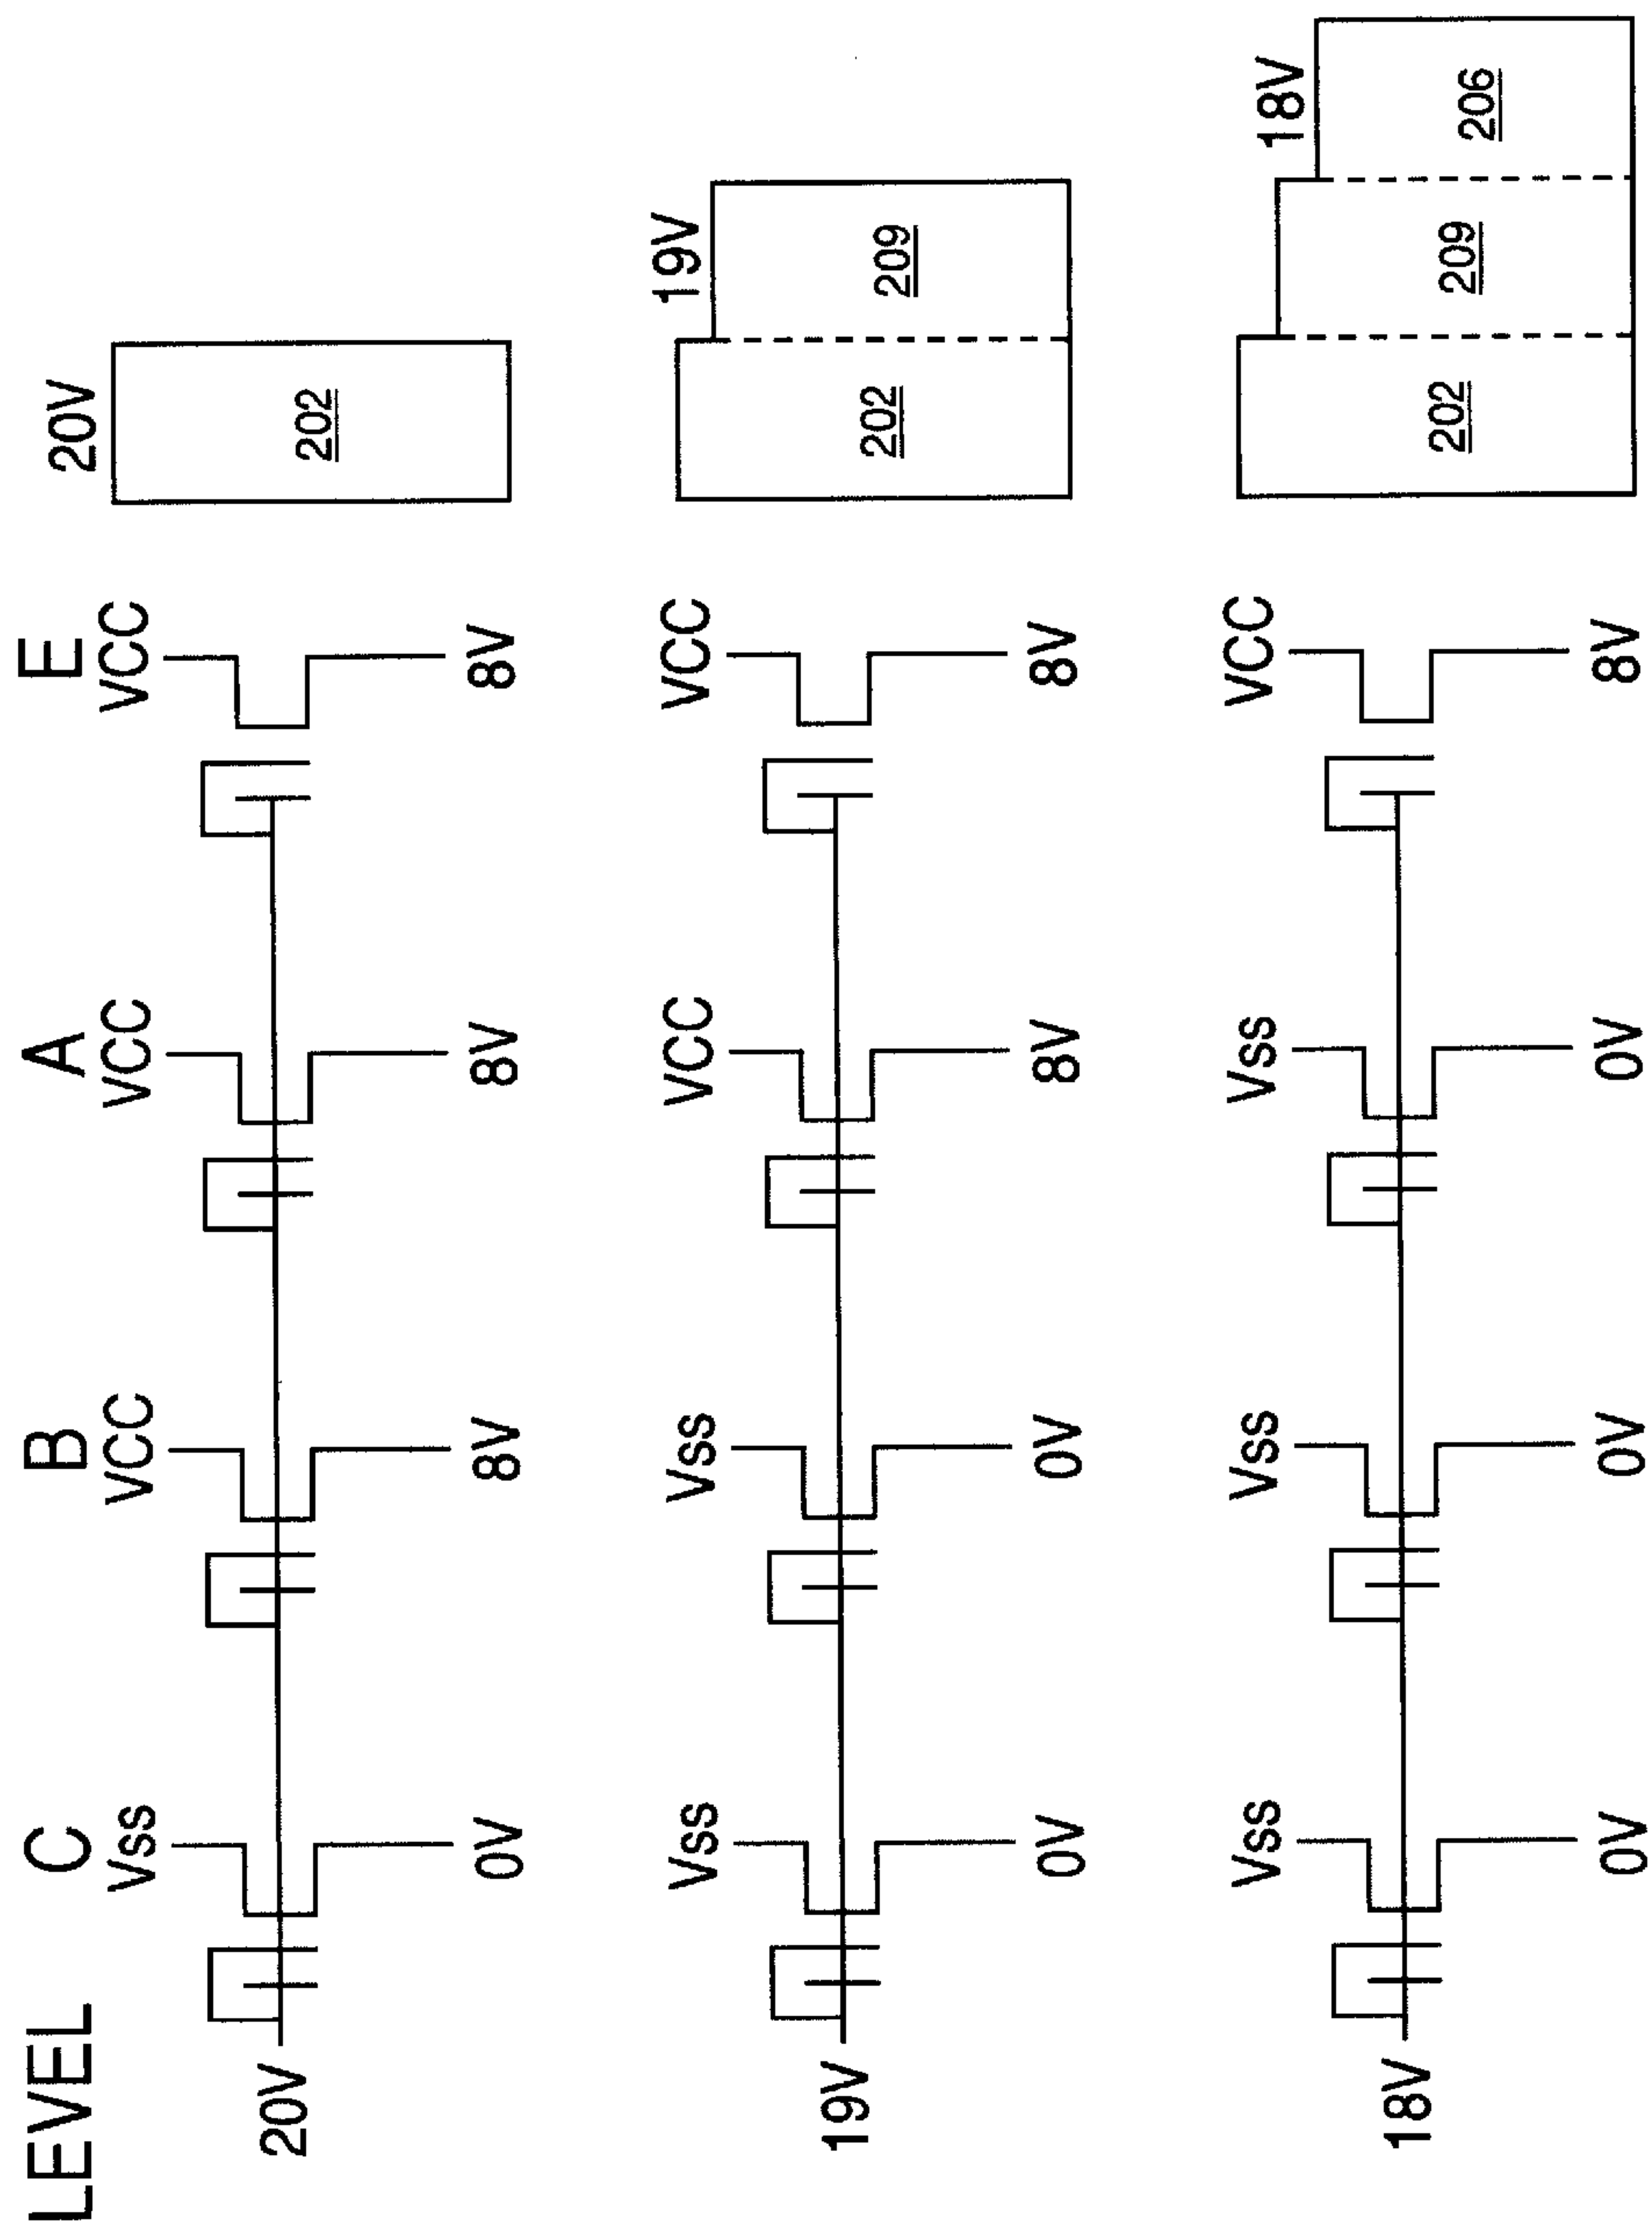 LEVEL C B A E 20V
Vss VCC VCC VCC
20V 202
0V 8V 8V 8V
Vss Vss VCC VCC 19V
19V 202 209
0V 0V 8V 8V
Vss Vss Vss VCC 18V
18V 202 209 206
0V 0V 0V 8V